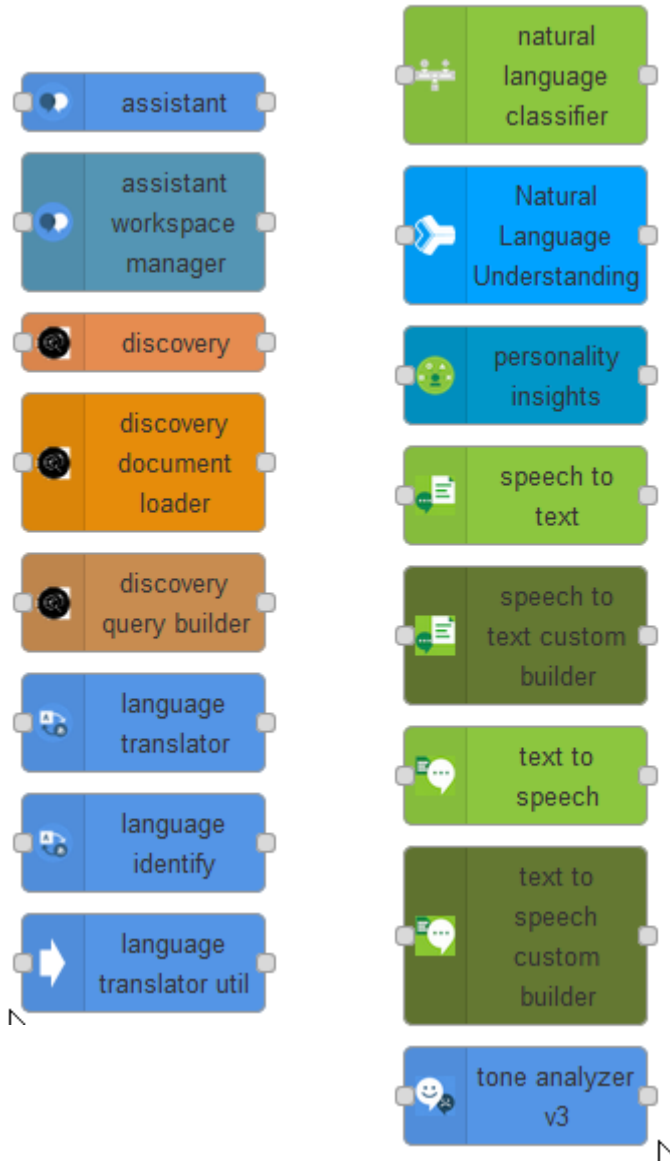 assistant
assistant
workspace
manager
discovery
discovery
document
loader
discovery
query builder
language
translator
language
identify
language
translator util
natural
language
classifier
Natural
Language
Understanding
personality
insights
speech to
text
speech to
text custom
builder
text to
speech
text to
speech
custom
builder
tone analyzer
v3